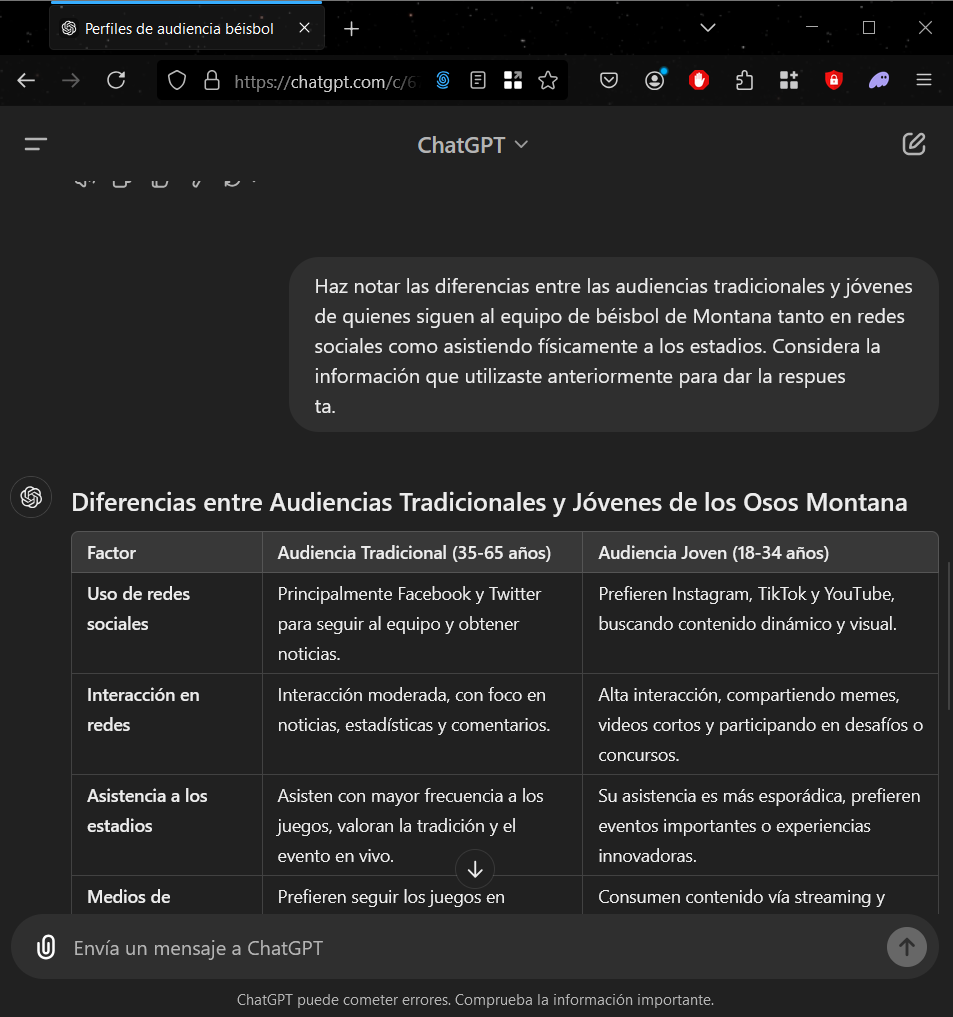 Perfiles de audiencia béisbol
https://chatgpt.com/c/6
ChatGPT
Haz notar las diferencias entre las audiencias tradicionales y jóvenes
de quienes siguen al equipo de béisbol de Montana tanto en redes
sociales como asistiendo físicamente a los estadios. Considera la
información que utilizaste anteriormente para dar la respues
ta.
Diferencias entre Audiencias Tradicionales y Jóvenes de los Osos Montana
Factor
Audiencia Tradicional (35-65 años)
Audiencia Joven (18-34 años)
Uso de redes
sociales
Principalmente Facebook y Twitter
para seguir al equipo y obtener
noticias.
Prefieren Instagram, TikTok y YouTube,
buscando contenido dinámico y visual.
Interacción en
redes
Interacción moderada, con foco en
noticias, estadísticas y comentarios.
Alta interacción, compartiendo memes,
videos cortos y participando en desafíos o
concursos.
Asistencia a los
estadios
Asisten con mayor frecuencia a los
juegos, valoran la tradición y el
evento en vivo.
Su asistencia es más esporádica, prefieren
eventos importantes o experiencias
innovadoras.
Medios de
Prefieren seguir los juegos en
Consumen contenido vía streaming y
Envía un mensaje a ChatGPT
ChatGPT puede cometer errores. Comprueba la información importante.